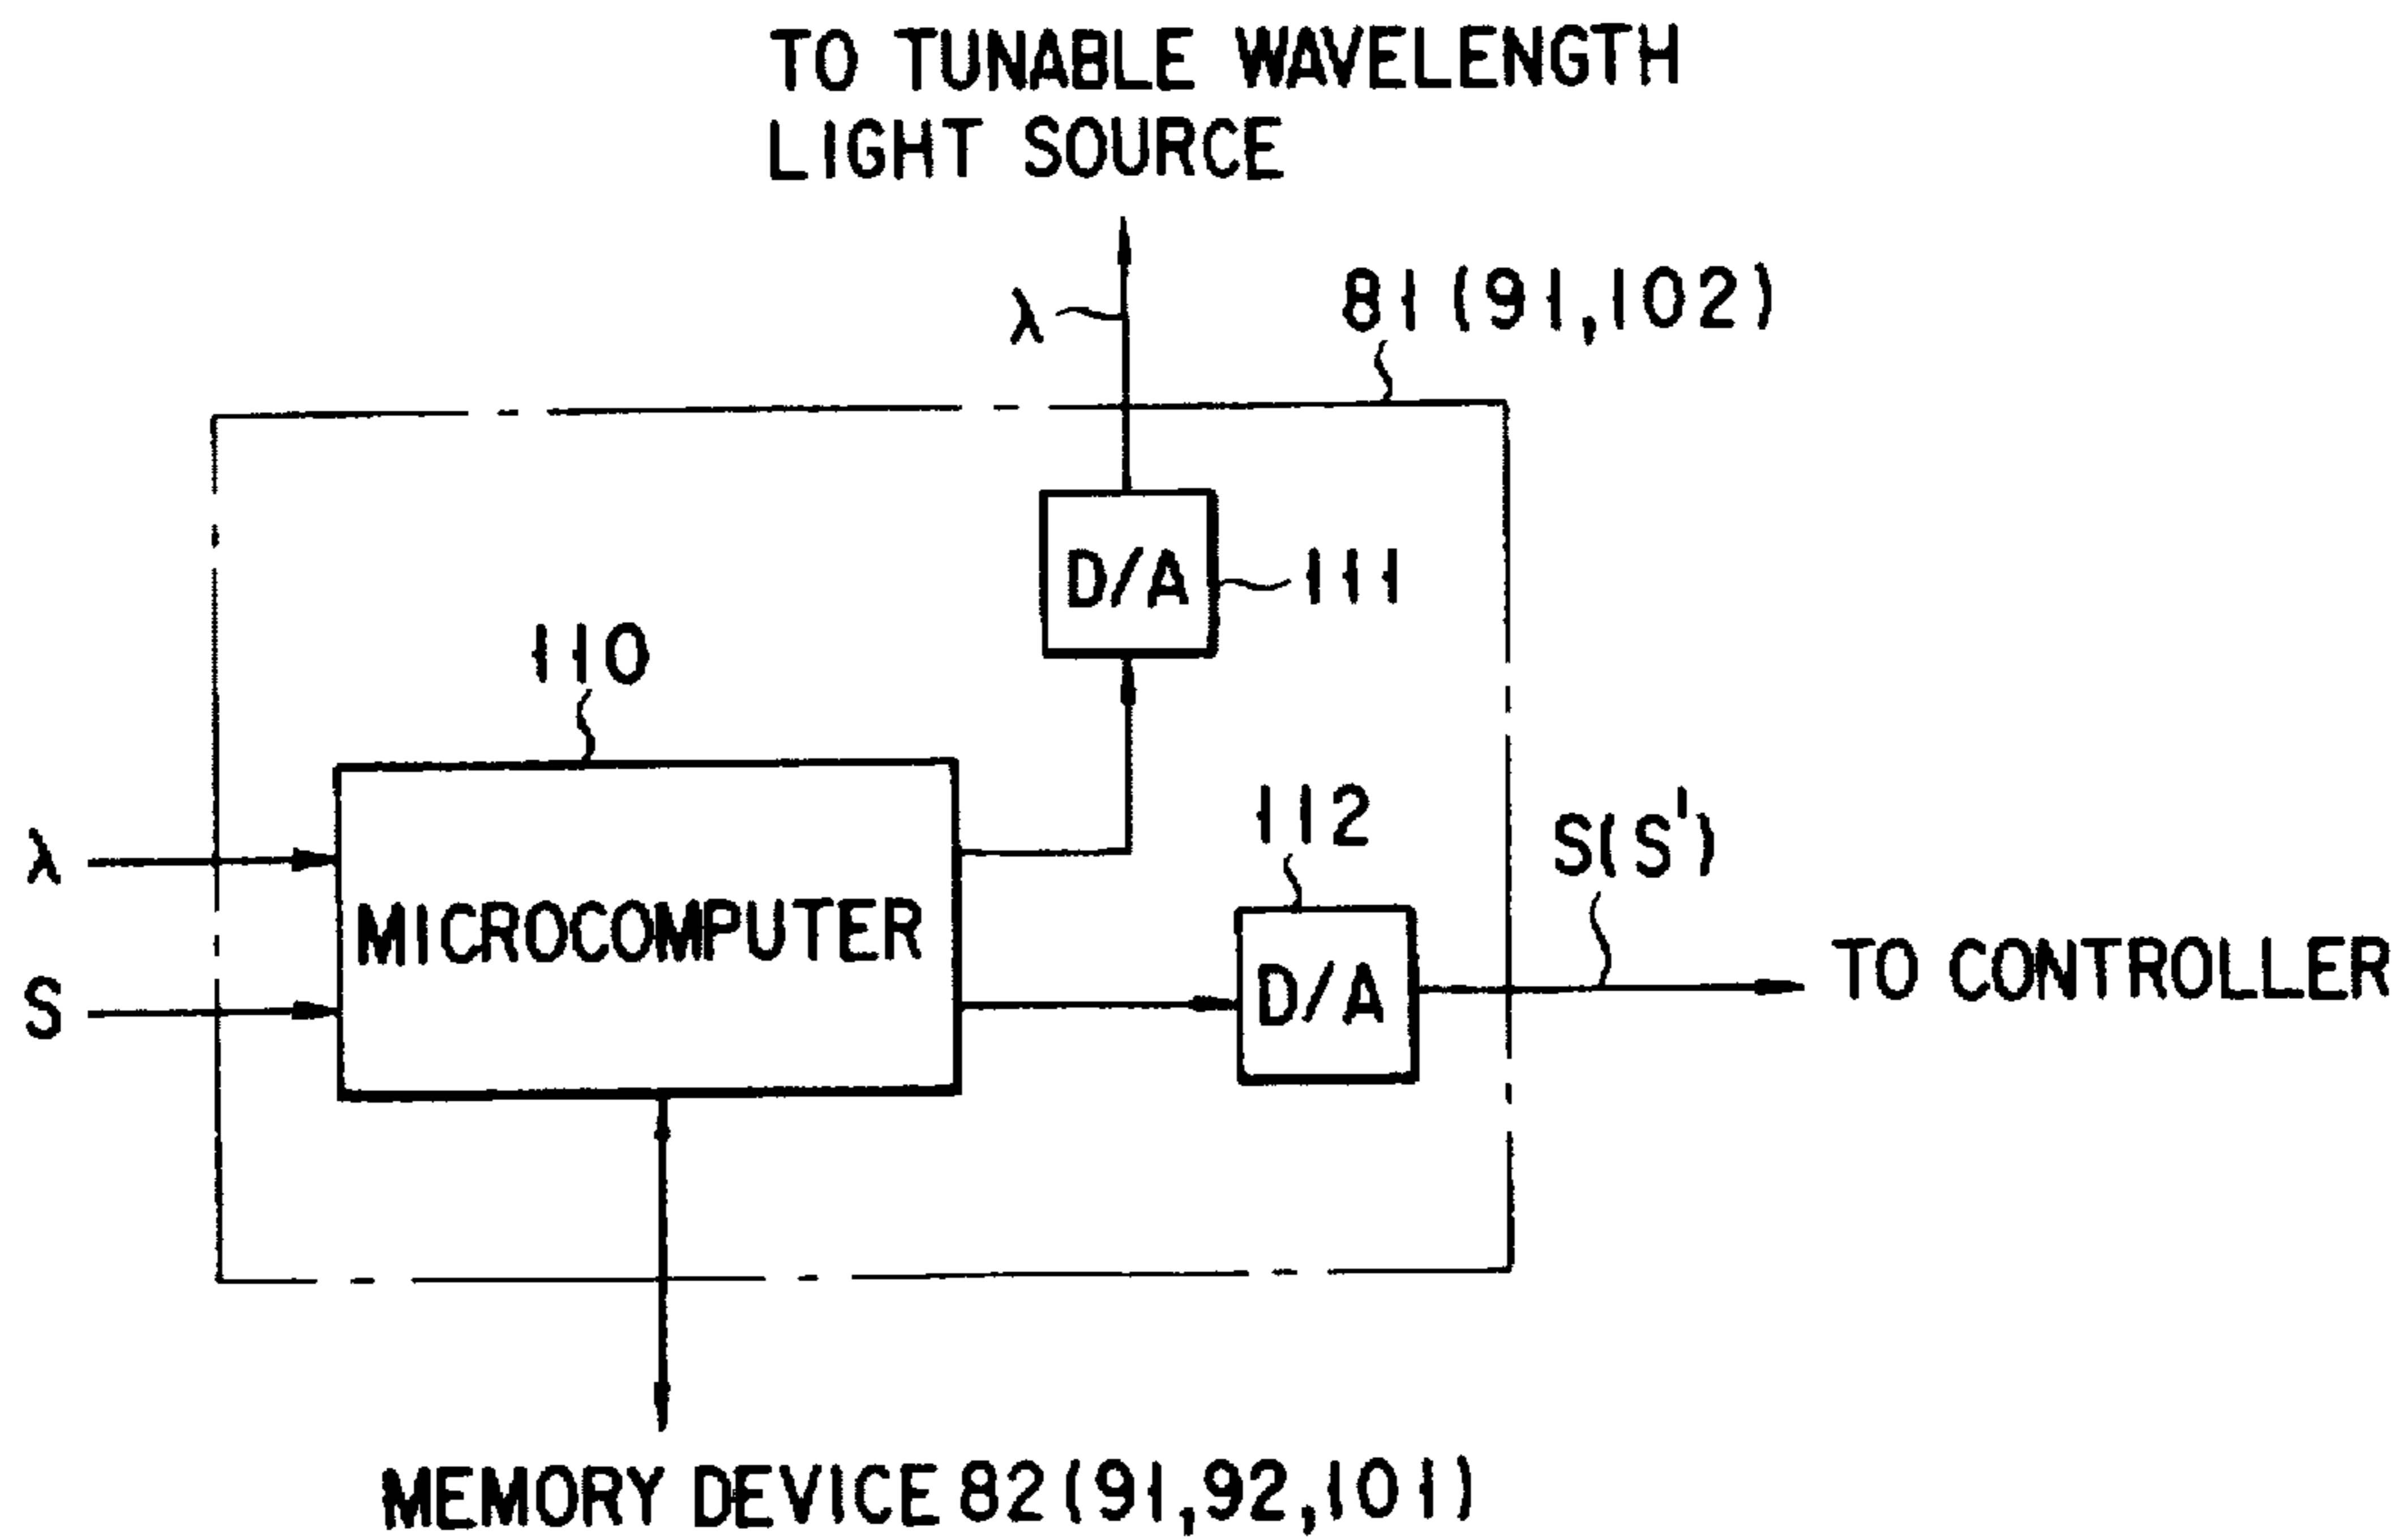 TO TUNABLE WAVELENGTH
LIGHT SOURCE
λ
81(91,102)
D/A
111
110
112
S(S')
λ
MICROCOMPUTER
TO CONTROLLER
D/A
S
MEMORY DEVICE 82(91,92,101)